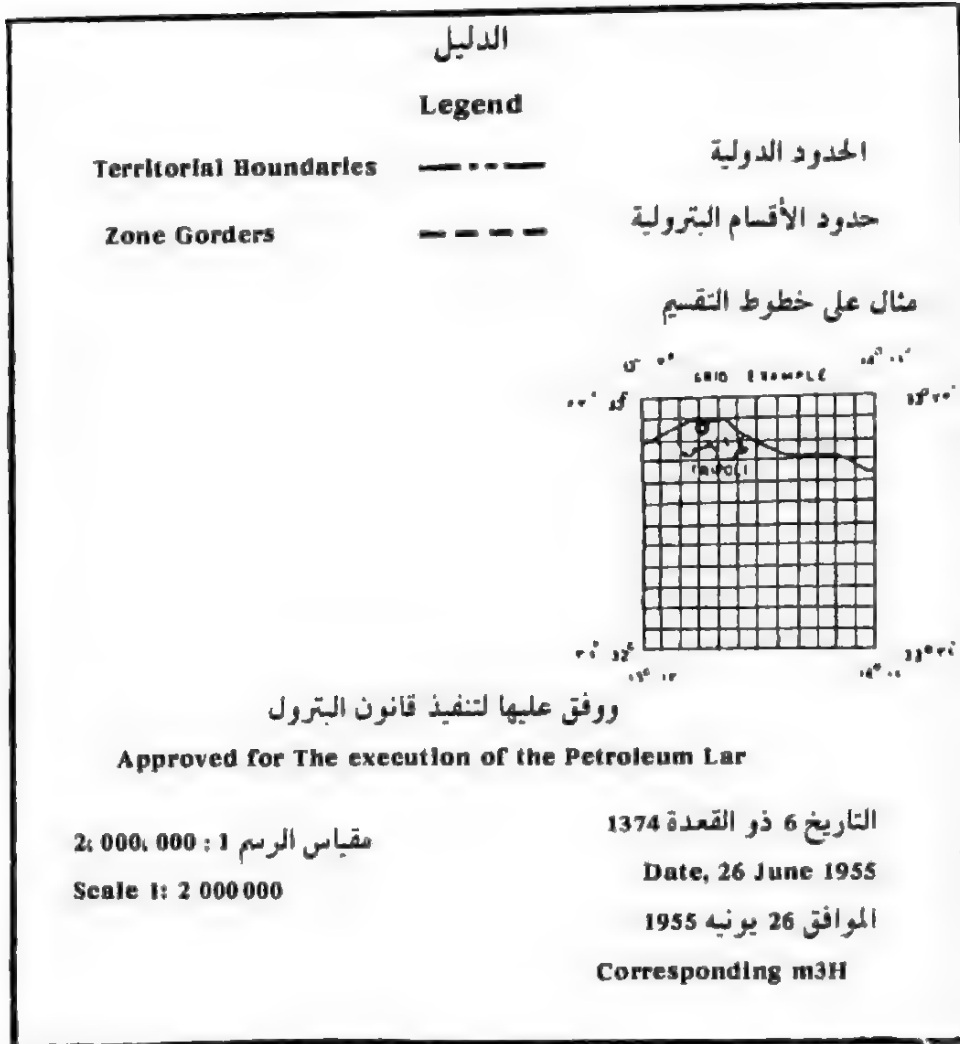 الدليل
Legend
Territorial Boundaries الحدود الدولية
Zone Gorders حدود الأقسام البترولية
مثال على خطوط التقسيم
GRID EXAMPLE
TRIPOLI
ووفق عليها لتنفيذ قانون البترول
Approved for The execution of the Petroleum Lar
التاريخ 6 ذو القعدة 1374
مقياس الرسم 1 : 2،000،000
Date, 26 June 1955
Scale 1: 2 000 000
الموافق 26 يونيه 1955
Corresponding m3H